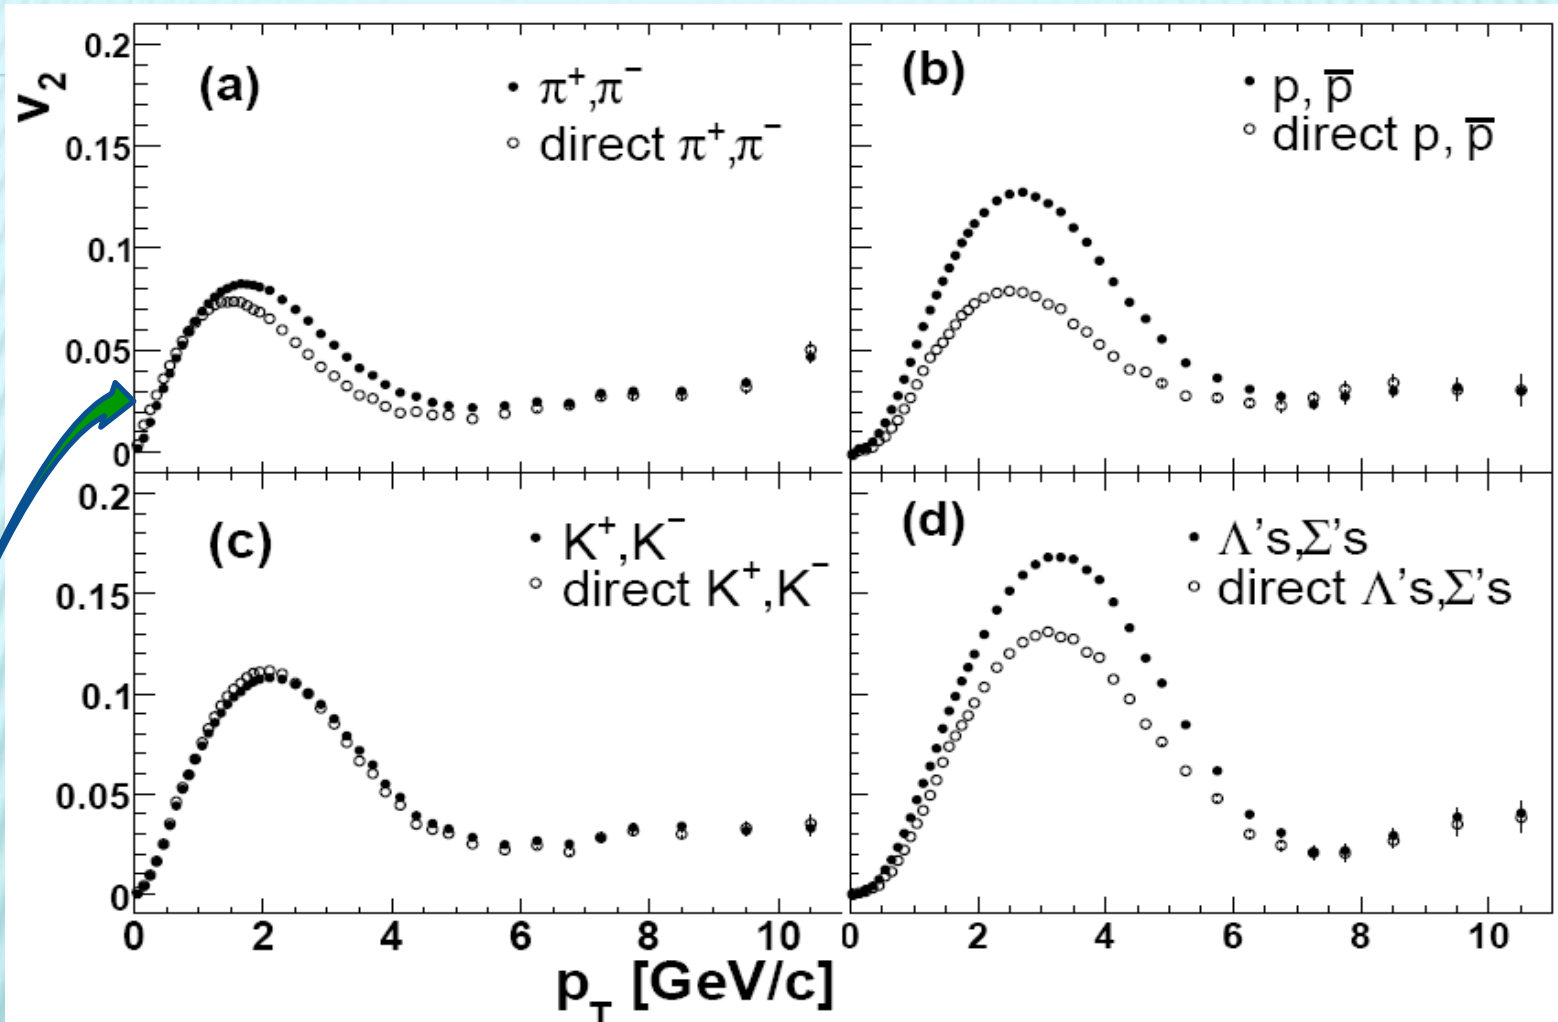 v₂
0.2
0.15
0.1
0.05
0
(a)
π⁺,π⁻
direct π⁺,π⁻
(b)
p, p̅
direct p, p̅
0.2
0.15
0.1
0.05
0
(c)
K⁺,K⁻
direct K⁺,K⁻
(d)
Λ's,Σ's
direct Λ's,Σ's
0 2 4 6 8 10 0 2 4 6 8 10
p_T [GeV/c]